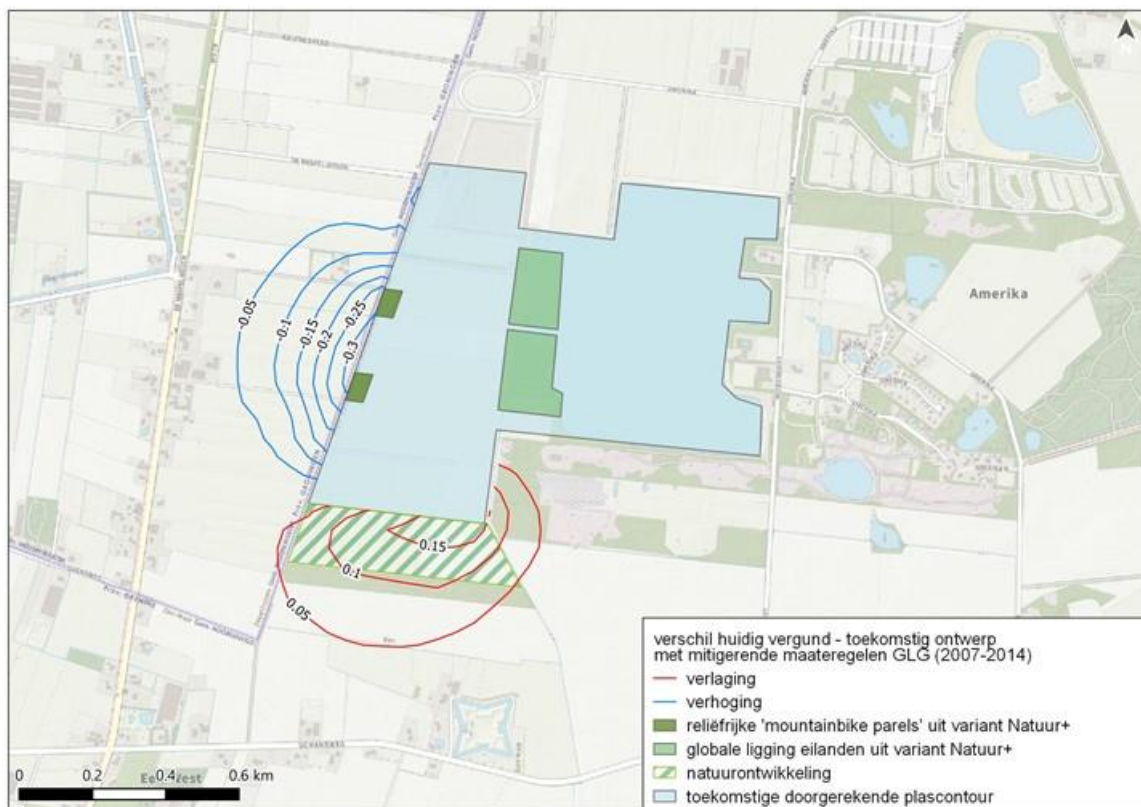 N
AMERIKA
Amerika
-0.05
-0.1
-0.15
-0.2
-0.25
-0.3
0.15
0.1
0.05
verschil huidig vergund - toekomstig ontwerp
met mitigerende maateregelen GLG (2007-2014)
verlaging
verhoging
reliëfrijke 'mountainbike parels' uit variant Natuur+
globale ligging eilanden uit variant Natuur+
natuurontwikkeling
toekomstige doorgerekende plascontour
0 0.2 0.4 0.6 km